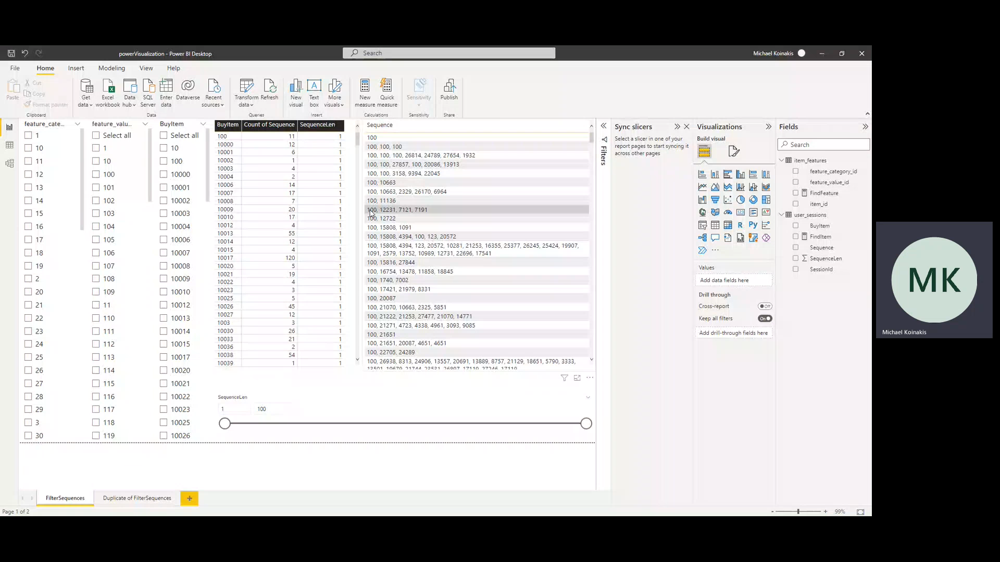 powerVisualization - Power BI Desktop
Search
Michael Koinakis
File Home Insert Modeling View Help
Paste
Cut
Copy
Format painter
Get data
Excel workbook
Data hub
SQL Server
Enter data
Dataverse
Recent sources
Transform data
Refresh
New visual
Text box
More visuals
New measure
Quick measure
Sensitivity
Publish
Clipboard
Data
Queries
Insert
Calculations
Sensitivity
Share
feature_cate...
1
10
11
12
13
14
15
16
17
18
19
2
20
21
22
23
24
25
26
27
28
29
3
30
feature_valu...
Select all
1
10
100
101
102
103
104
105
106
107
108
109
11
110
111
112
113
114
115
116
117
118
119
BuyItem
Select all
10
100
10000
10001
10002
10003
10004
10006
10007
10008
10009
10010
10012
10013
10014
10015
10017
10020
10021
10022
10023
10025
10026
BuyItem Count of Sequence SequenceLen
100 11 1
10000 12 1
10001 6 1
10002 1 1
10003 4 1
10004 2 1
10006 14 1
10007 17 1
10008 7 1
10009 20 1
10010 17 1
10012 4 1
10013 55 1
10014 12 1
10015 4 1
10017 120 1
10020 5 1
10021 19 1
10022 4 1
10023 3 1
10025 5 1
10026 45 1
10027 12 1
1003 3 1
10030 26 1
10033 21 1
10036 2 1
10038 54 1
10039 1 1
Sequence
100
100, 100, 100
100, 100, 100, 26814, 24789, 27654, 1932
100, 100, 27857, 100, 20086, 13913
100, 100, 3158, 9394, 22045
100, 10663
100, 10663, 2329, 26170, 6964
100, 11136
100, 12231, 7121, 7191
100, 12722
100, 15808, 1091
100, 15808, 4394, 100, 123, 20572
100, 15808, 4394, 123, 20572, 10281, 21253, 16355, 25377, 26245, 25424, 19907,
1091, 2579, 13752, 10989, 12731, 22696, 17541
100, 15816, 27844
100, 16754, 13478, 11858, 18845
100, 1740, 7002
100, 17421, 21979, 8331
100, 20087
100, 21070, 10663, 2325, 5851
100, 21222, 21253, 27477, 21070, 14771
100, 21271, 4723, 4338, 4961, 3093, 9085
100, 21651
100, 21651, 20087, 4651, 4651
100, 22705, 24289
100, 26938, 8313, 24906, 13557, 20691, 13889, 8757, 21129, 18651, 5790, 3333,
SequenceLen
1 100
Filters
Sync slicers
Select a slicer in one of your
report pages to start syncing it
across other pages
Visualizations
Build visual
R Py
123
Values
Add data fields here
Drill through
Cross-report Off
Keep all filters On
Add drill-through fields here
Fields
Search
item_features
feature_category_id
feature_value_id
FindFeature
item_id
user_sessions
BuyItem
FindItem
Sequence
SequenceLen
SessionId
FilterSequences
Duplicate of FilterSequences
Page 1 of 2
99%
MK
Michael Koinakis